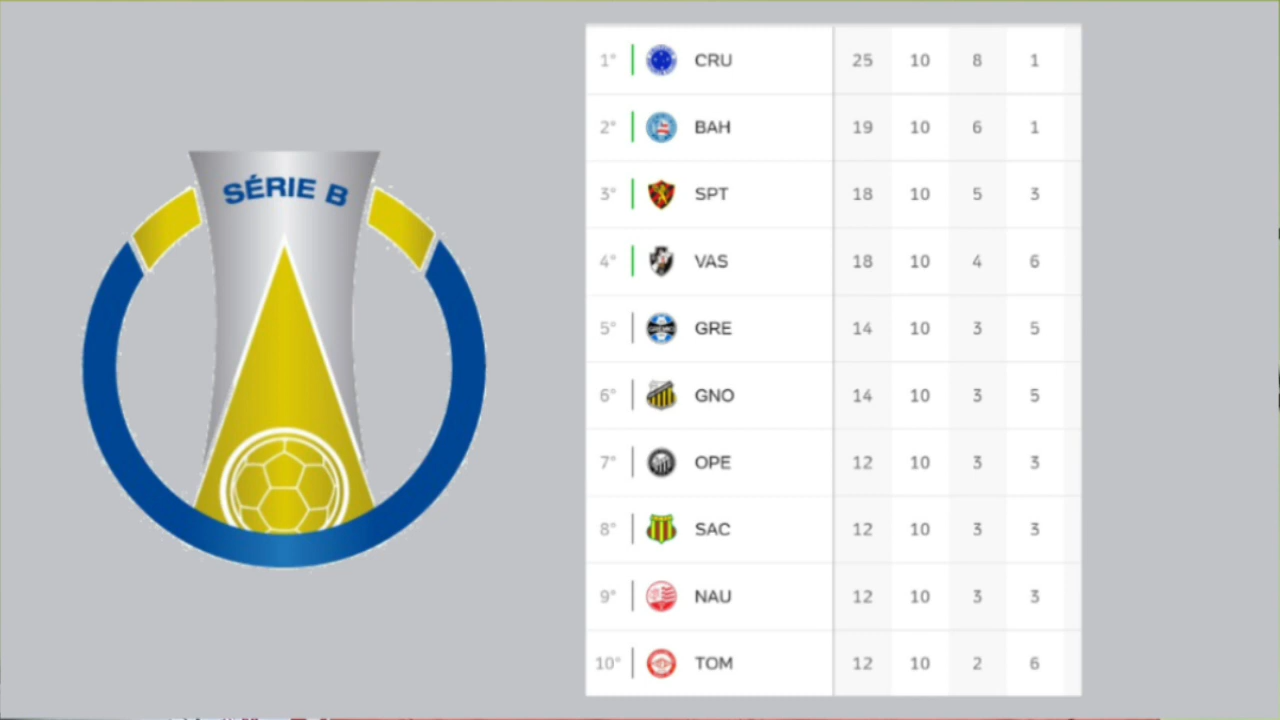 SÉRIE B
1° CRU 25 10 8 1
2° BAH 19 10 6 1
3° SPT 18 10 5 3
4° VAS 18 10 4 6
5° GRE 14 10 3 5
6° GNO 14 10 3 5
7° OPE 12 10 3 3
8° SAC 12 10 3 3
9° NAU 12 10 3 3
10° TOM 12 10 2 6